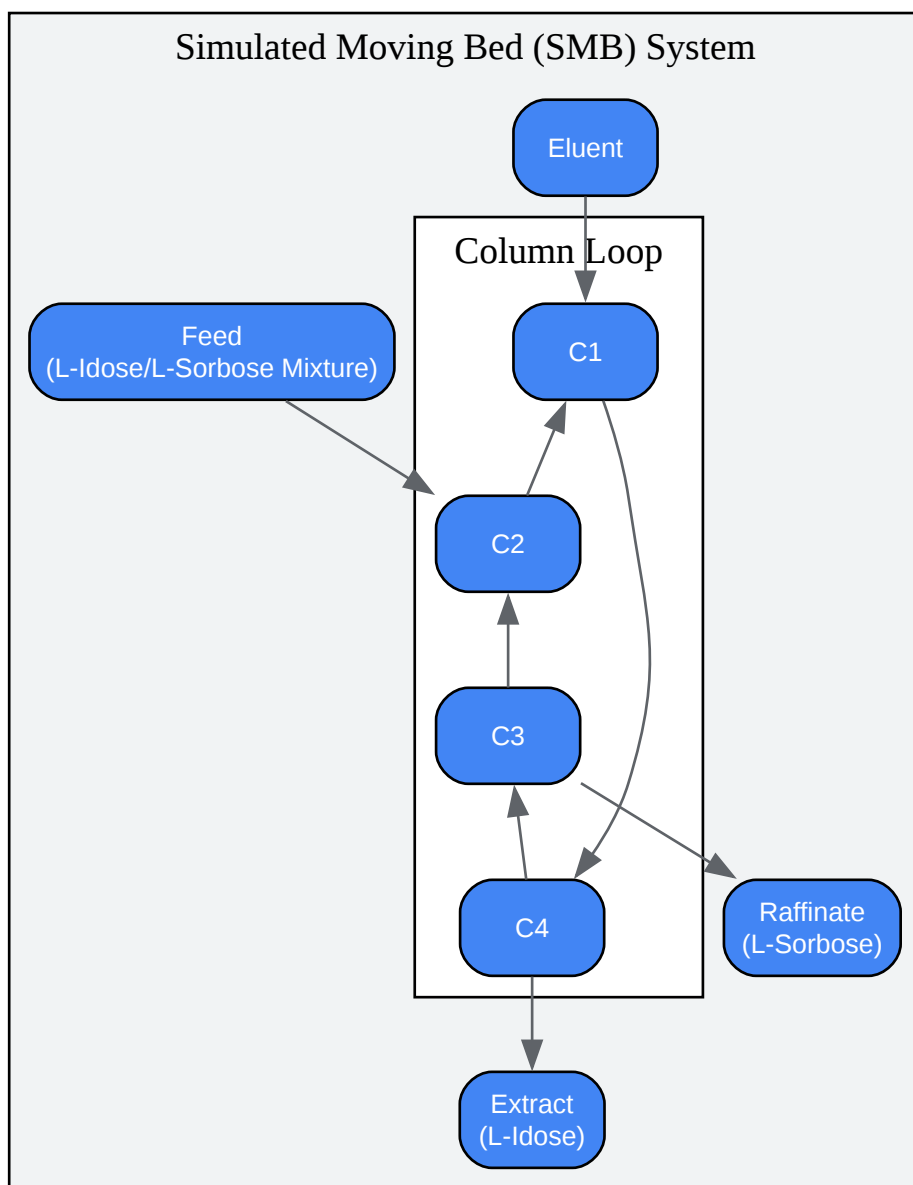 Simulated Moving Bed (SMB) System
Eluent
Column Loop
Feed
(L-Idose/L-Sorbose Mixture)
C1
C2
C3
C4
Raffinate
(L-Sorbose)
Extract
(L-Idose)